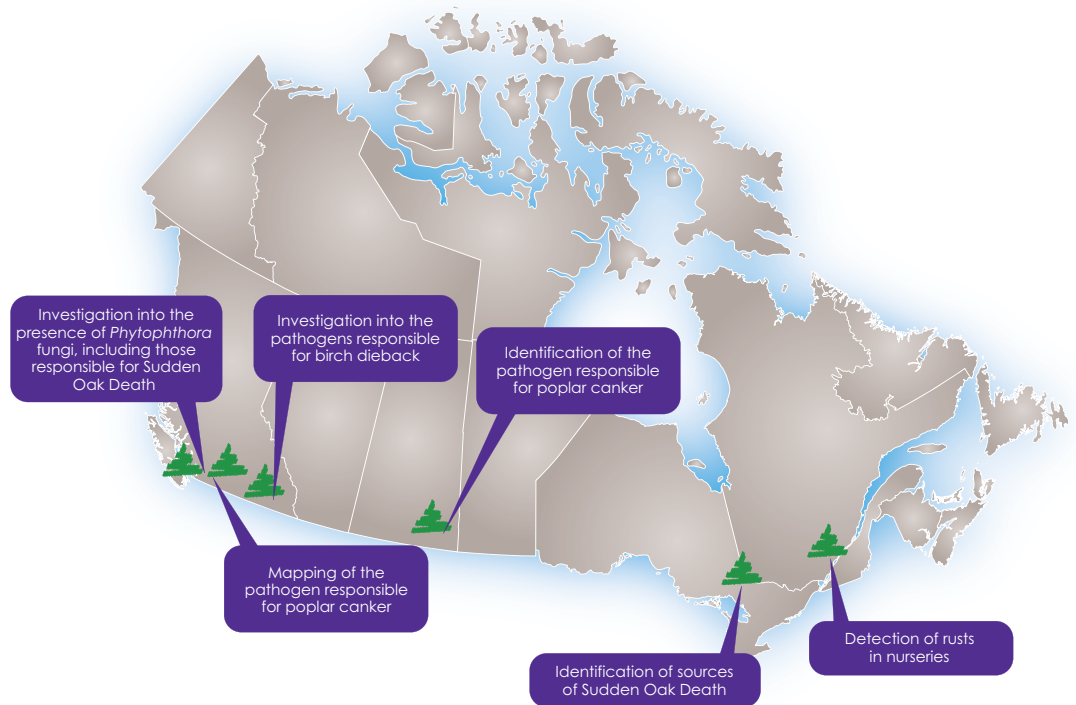 Investigation into the
presence of Phytophthora
fungi, including those
responsible for Sudden
Oak Death
Investigation into the
pathogens responsible
for birch dieback
Identification of the
pathogen responsible
for poplar canker
Mapping of the
pathogen responsible
for poplar canker
Identification of sources
of Sudden Oak Death
Detection of rusts
in nurseries